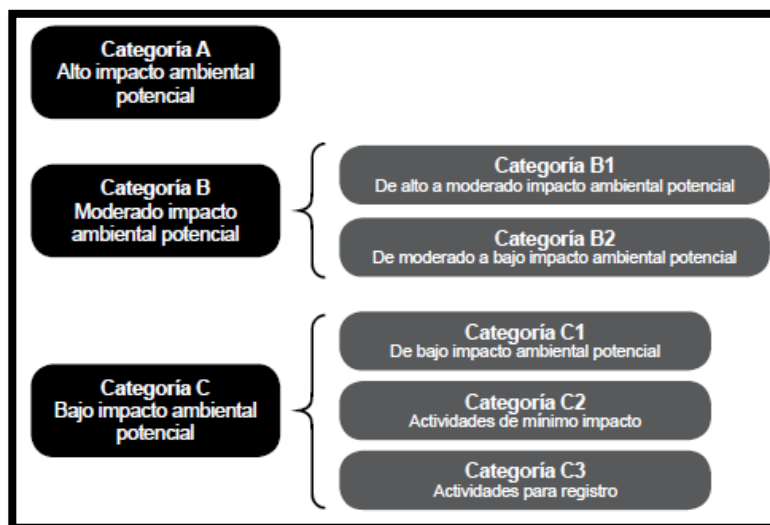 Categoría A
Alto impacto ambiental
potencial
Categoría B
Moderado impacto
ambiental potencial
Categoría B1
De alto a moderado impacto ambiental potencial
Categoría B2
De moderado a bajo impacto ambiental potencial
Categoría C
Bajo impacto ambiental
potencial
Categoría C1
De bajo impacto ambiental potencial
Categoría C2
Actividades de mínimo impacto
Categoría C3
Actividades para registro